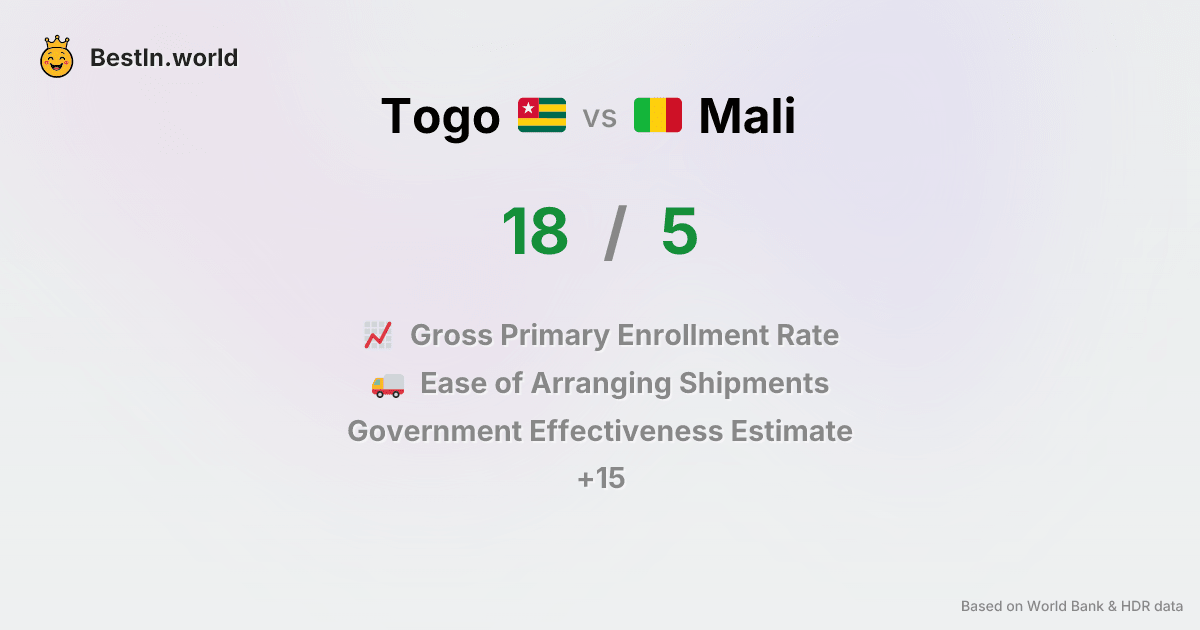 BestIn.world
Togo vs Mali
18 / 5
Gross Primary Enrollment Rate
Ease of Arranging Shipments
Government Effectiveness Estimate
+15
Based on World Bank & HDR data